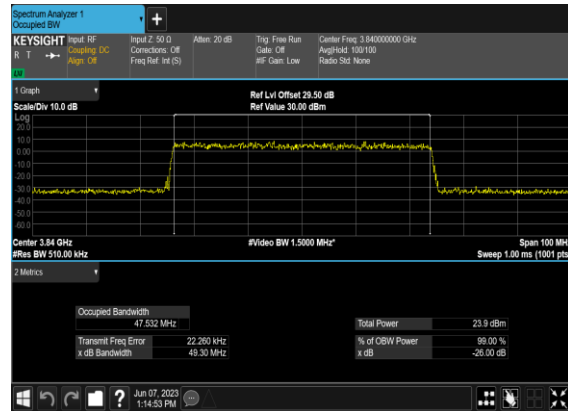 Spectrum Analyzer 1
Occupied BW
+
KEYSIGHT
R T
Input: RF
Coupling: DC
Align: Off
Input Z: 50 Ω
Corrections: Off
Freq Ref: Int (S)
Atten: 20 dB
Trig: Free Run
Gate: Off
#IF Gain: Low
Center Freq: 3.840000000 GHz
Avg|Hold: 100/100
Radio Std: None
1 Graph
Scale/Div 10.0 dB
Ref Lvl Offset 29.50 dB
Ref Value 30.00 dBm
Log
20.0
10.0
0.00
-10.0
-20.0
-30.0
-40.0
-50.0
-60.0
Center 3.84 GHz
#Res BW 510.00 kHz
#Video BW 1.5000 MHz*
Span 100 MHz
Sweep 1.00 ms (1001 pts
2 Metrics
Occupied Bandwidth
47.532 MHz
Total Power 23.9 dBm
Transmit Freq Error 22.260 kHz
% of OBW Power 99.00 %
x dB Bandwidth 49.30 MHz
x dB -26.00 dB
?
Jun 07, 2023
1:14:53 PM